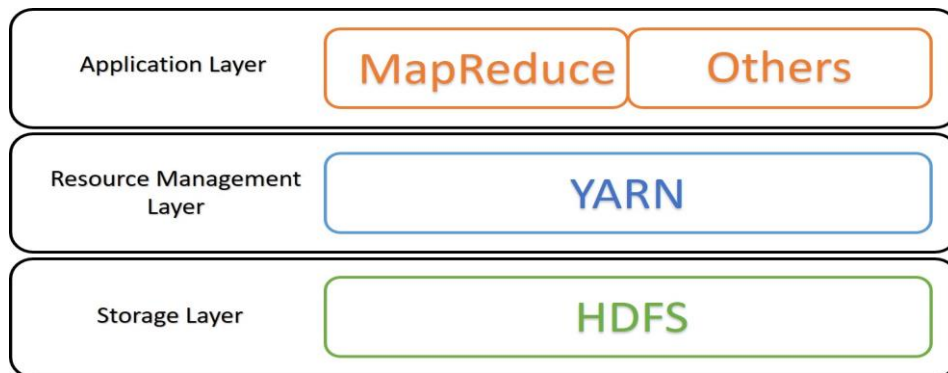 Application Layer
MapReduce
Others
Resource Management
Layer
YARN
Storage Layer
HDFS